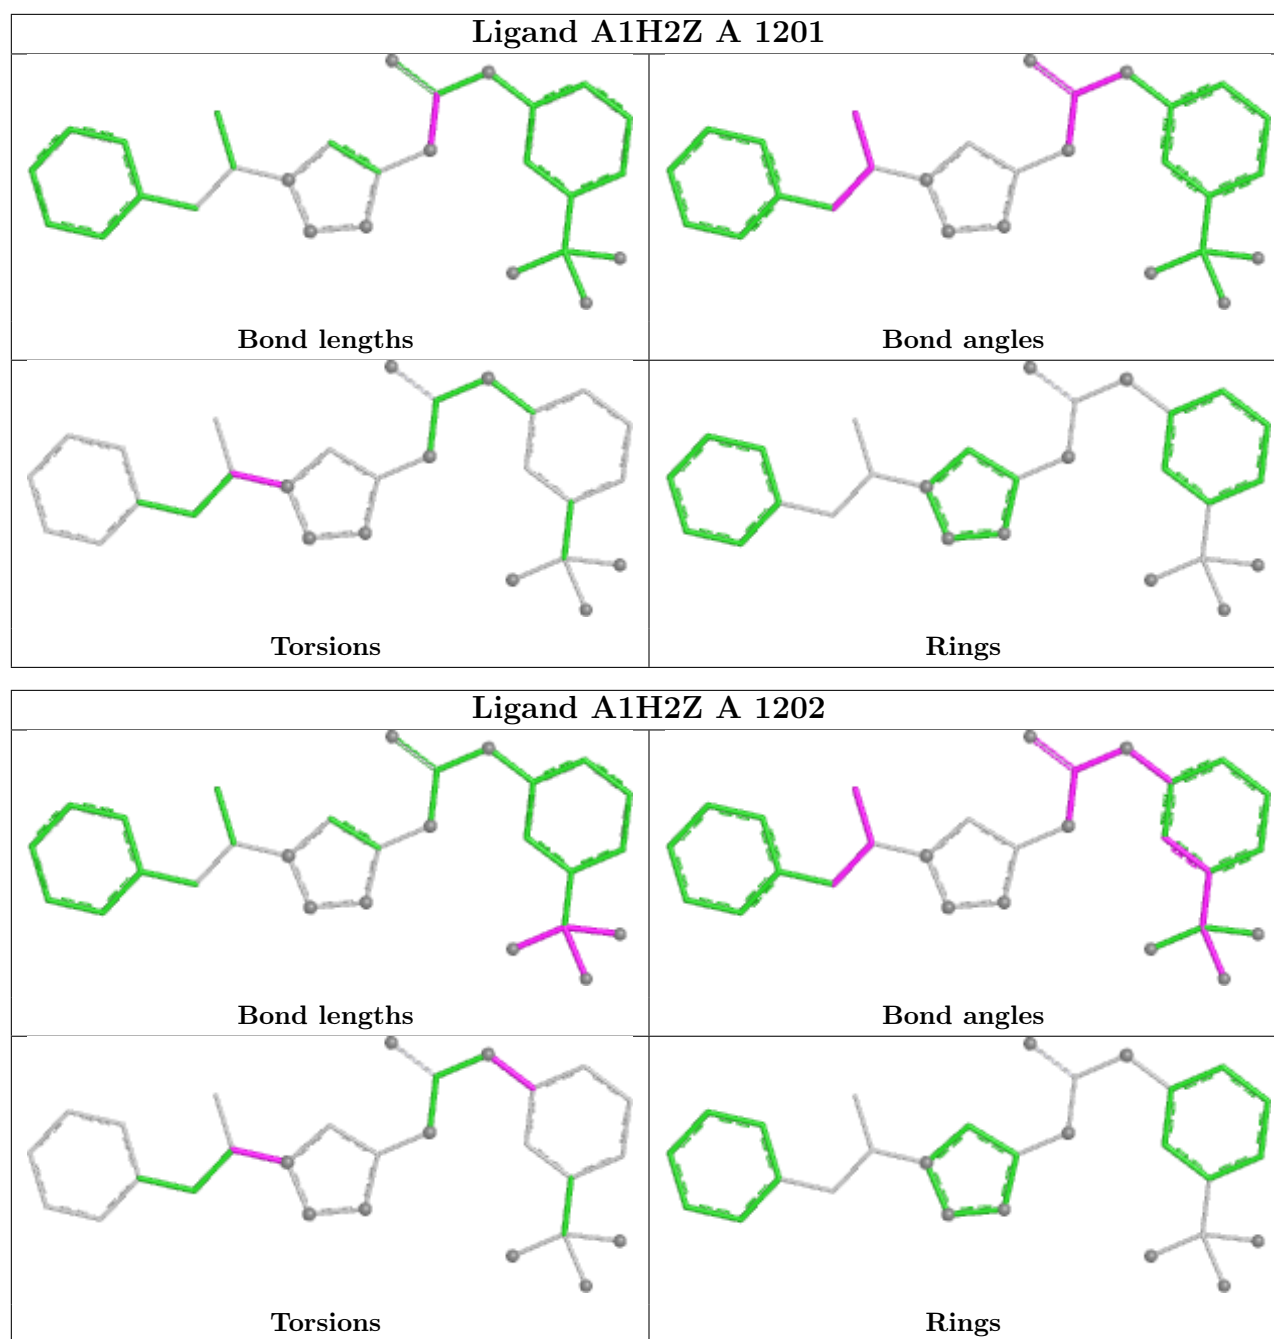 Ligand A1H2Z A 1201
Bond lengths
Bond angles
Torsions
Rings
Ligand A1H2Z A 1202
Bond lengths
Bond angles
Torsions
Rings